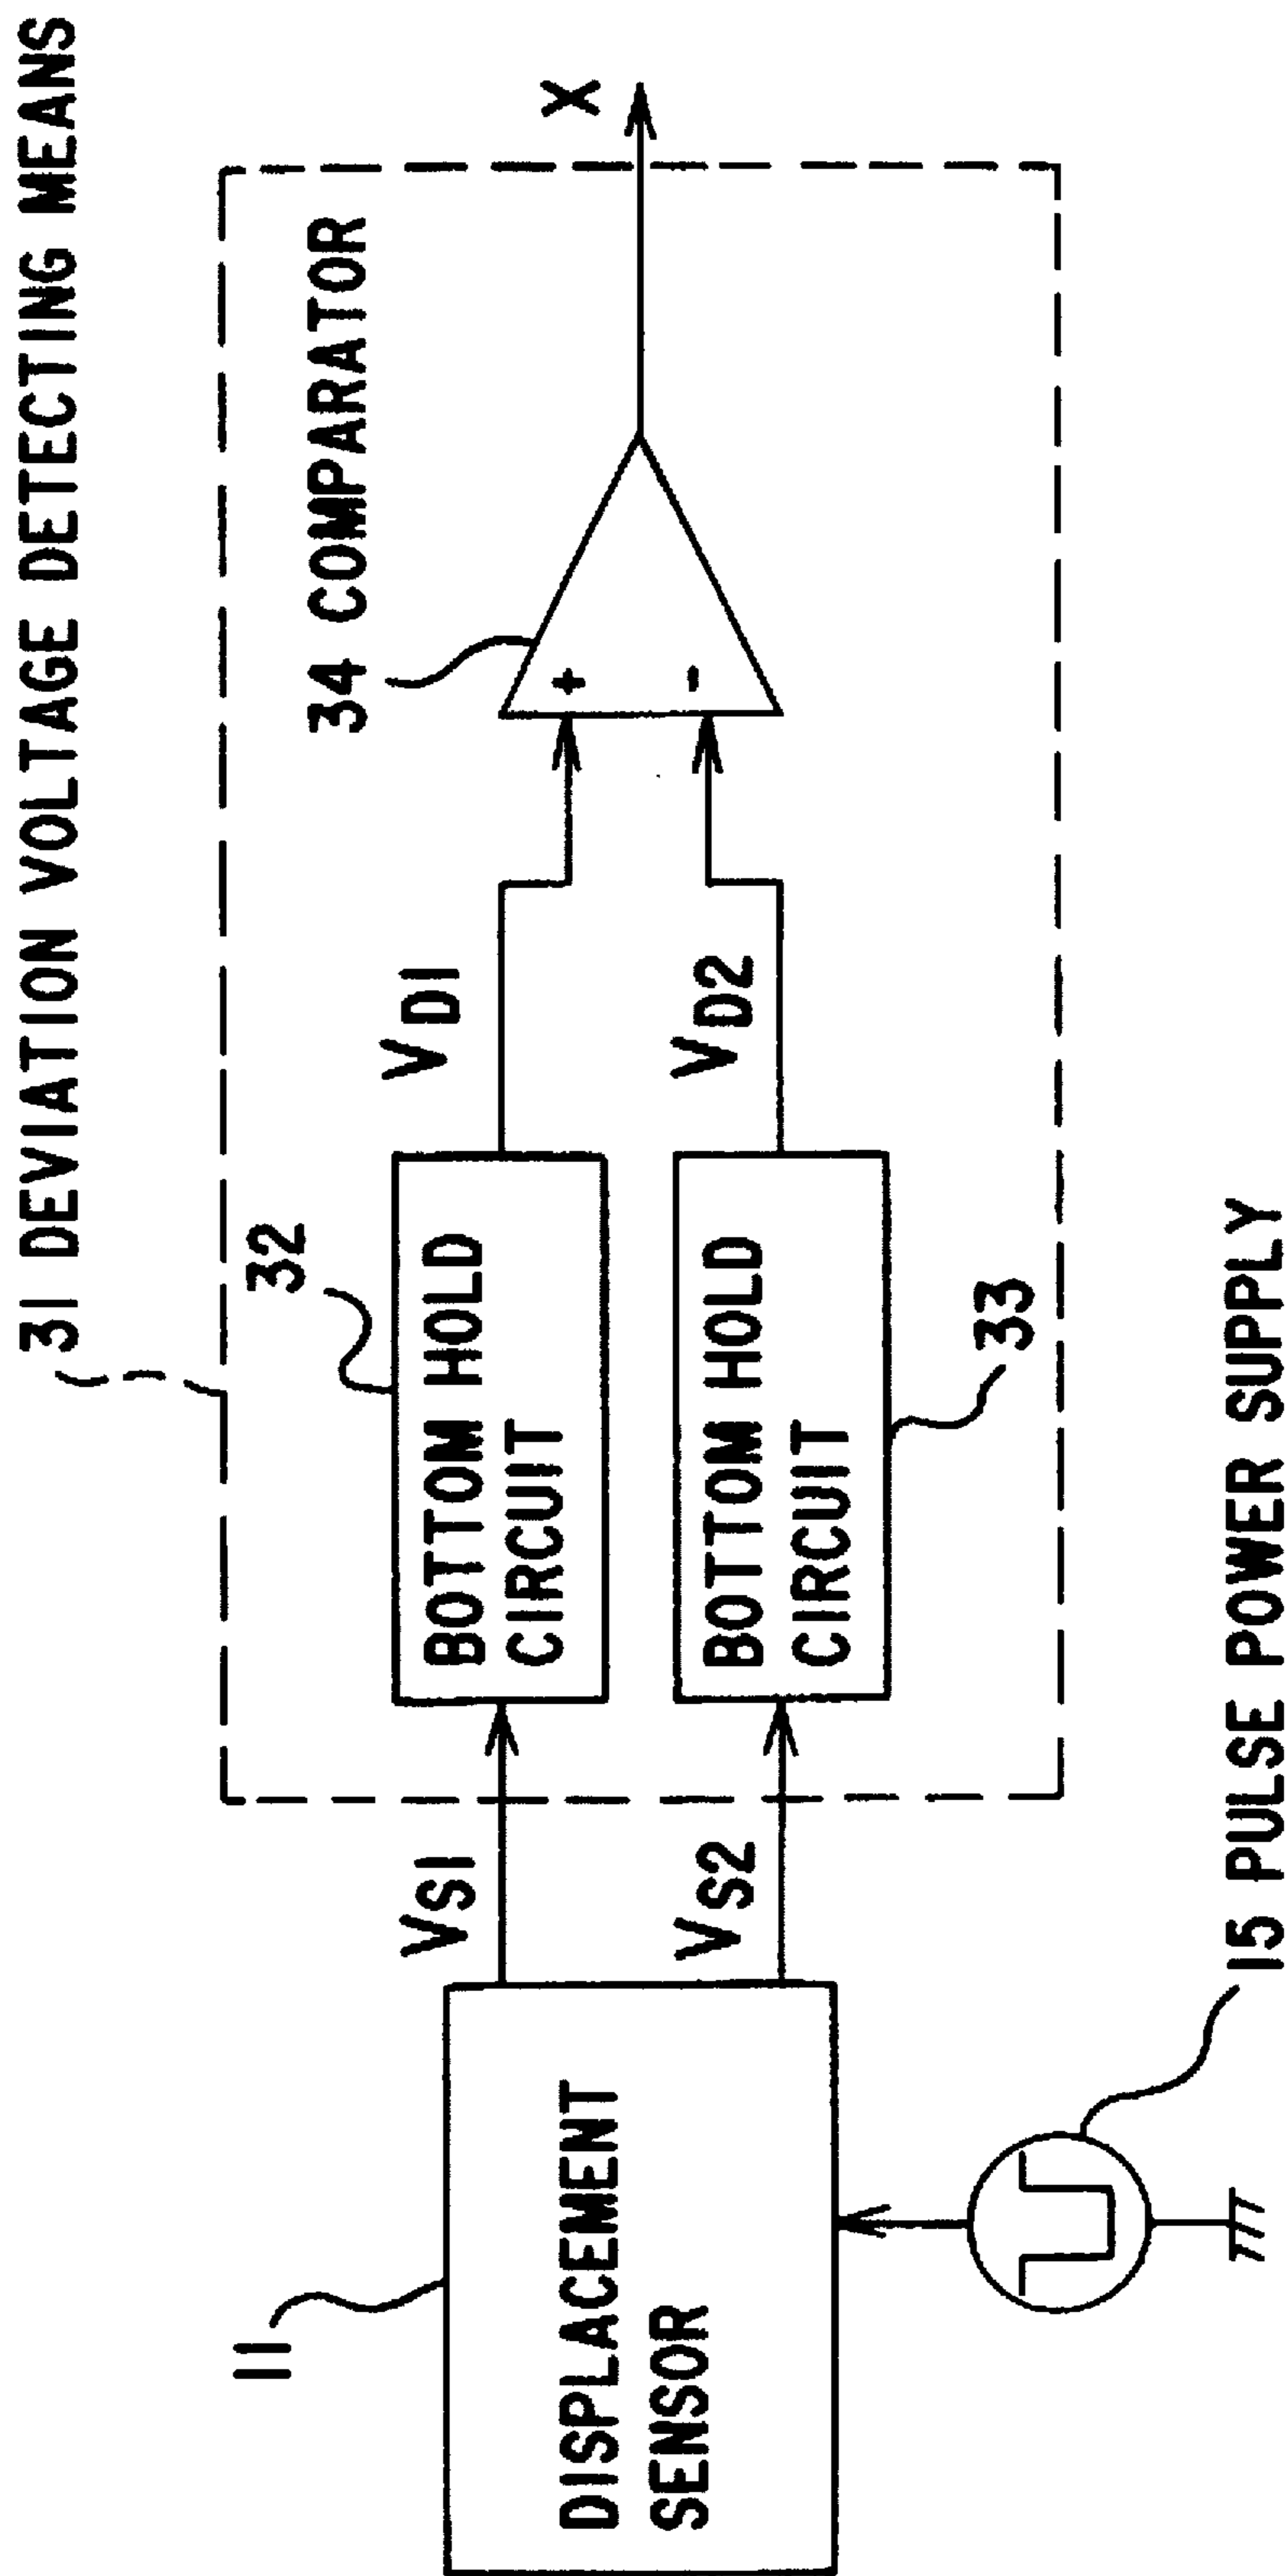 31 DEVIATION VOLTAGE DETECTING MEANS
34 COMPARATOR
X
32
BOTTOM HOLD
CIRCUIT
VD1
+
-
VS1
11
DISPLACEMENT
SENSOR
VS2
BOTTOM HOLD
CIRCUIT
VD2
33
15 PULSE POWER SUPPLY